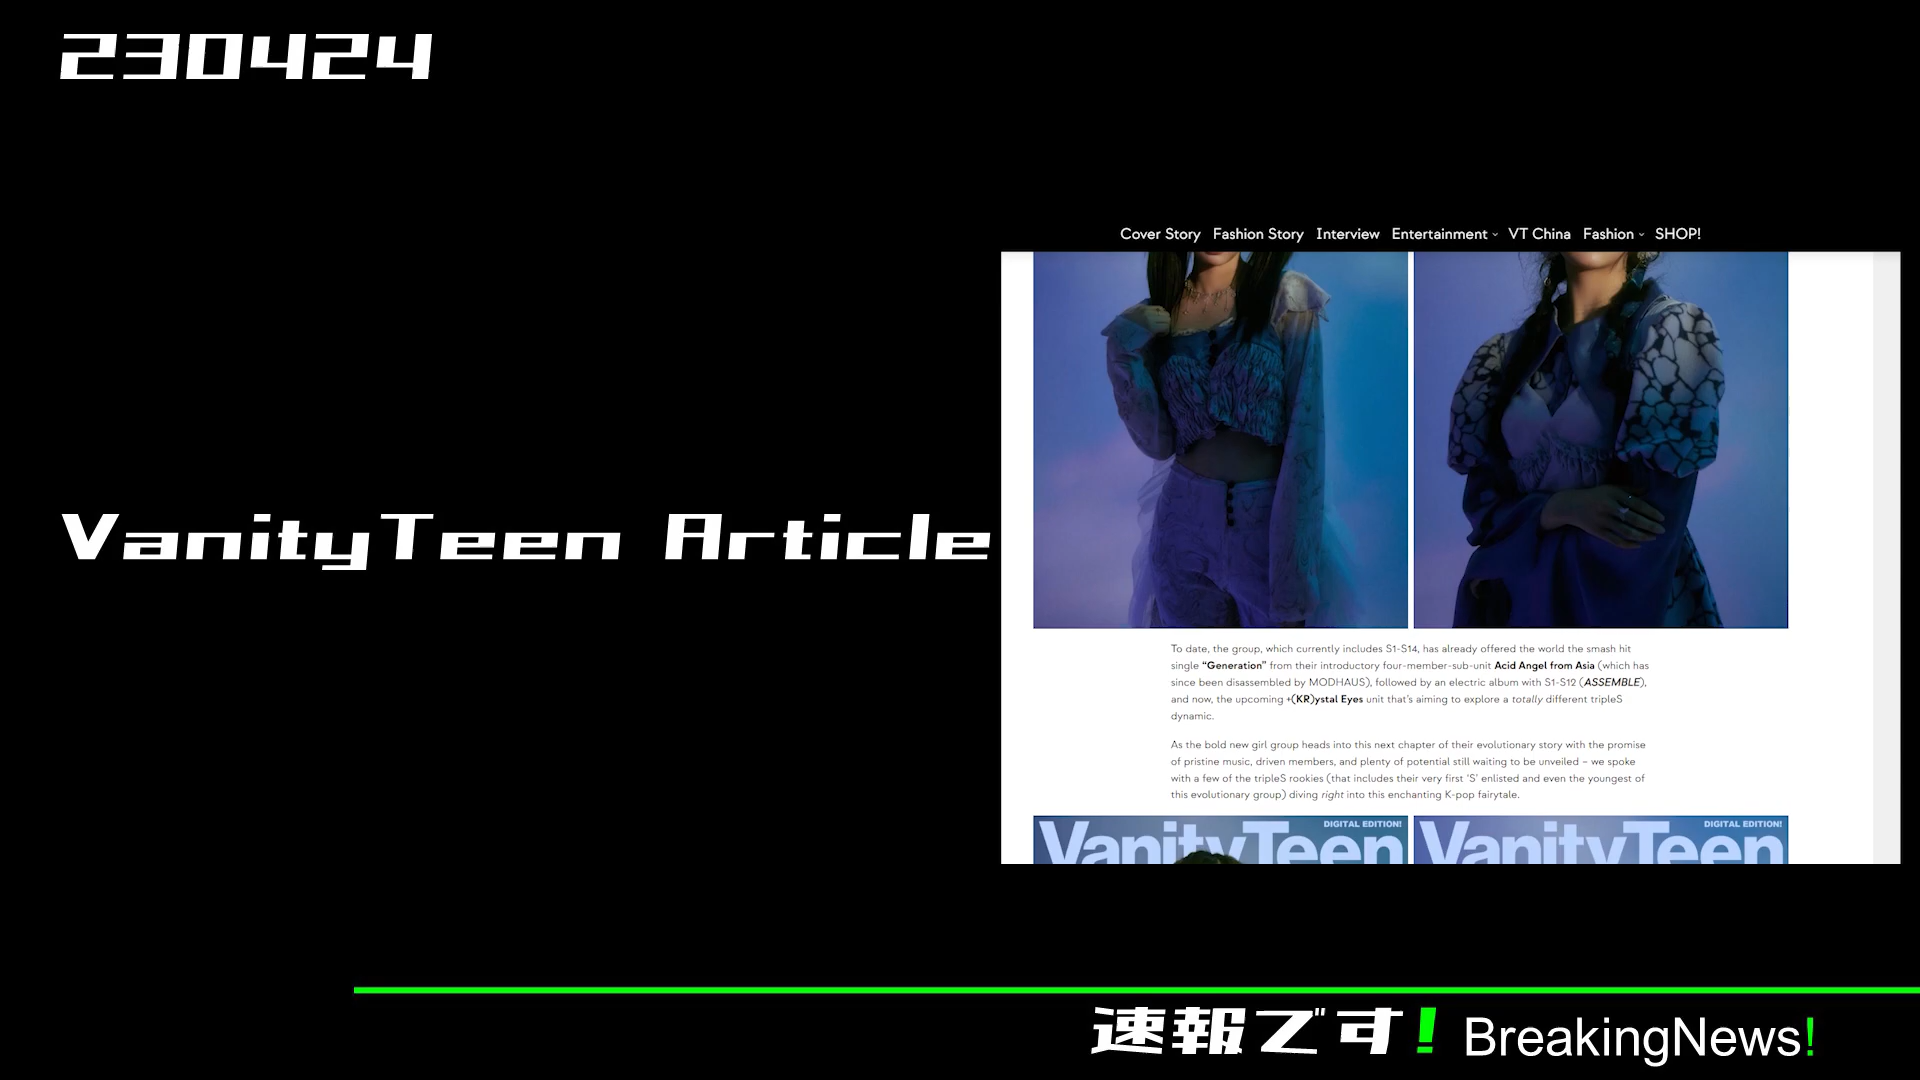 230424
VanityTeen Article
Cover Story Fashion Story Interview Entertainment VT China Fashion SHOP!
To date, the group, which currently includes S1-S14, has already offered the world the smash hit
single “Generation” from their introductory four-member-sub-unit Acid Angel from Asia (which has
since been disassembled by MODHAUS), followed by an electric album with S1-S12 (ASSEMBLE),
and now, the upcoming +(KR)ystal Eyes unit that's aiming to explore a totally different tripleS
dynamic.
As the bold new girl group heads into this next chapter of their evolutionary story with the promise
of pristine music, driven members, and plenty of potential still waiting to be unveiled – we spoke
with a few of the tripleS rookies (that includes their very first ‘S’ enlisted and even the youngest of
this evolutionary group) diving right into this enchanting K-pop fairytale.
DIGITAL EDITION!
VanityTeen
DIGITAL EDITION!
VanityTeen
速報です! BreakingNews!